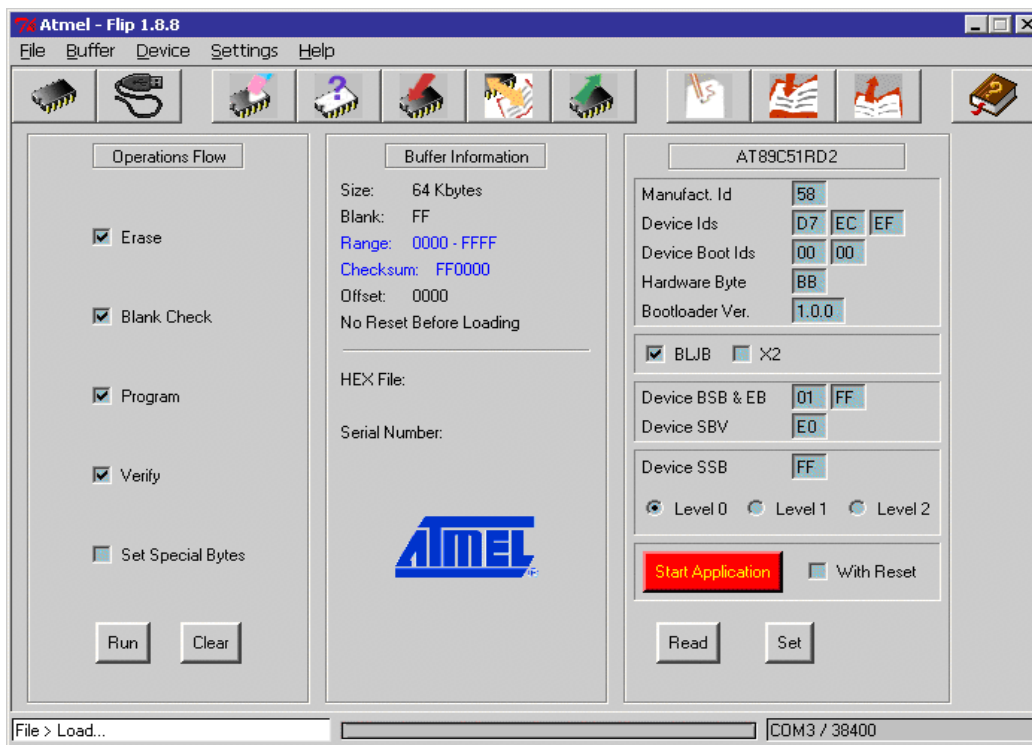 Atmel - Flip 1.8.8
File Buffer Device Settings Help
Operations Flow
Erase
Blank Check
Program
Verify
Set Special Bytes
Run Clear
Buffer Information
Size: 64 Kbytes
Blank: FF
Range: 0000 - FFFF
Checksum: FF0000
Offset: 0000
No Reset Before Loading
HEX File:
Serial Number:
ATMEL
AT89C51RD2
Manufact. Id 58
Device Ids D7 EC EF
Device Boot Ids 00 00
Hardware Byte BB
Bootloader Ver. 1.0.0
BLJB X2
Device BSB & EB 01 FF
Device SBV E0
Device SSB FF
Level 0 Level 1 Level 2
Start Application With Reset
Read Set
File > Load...
COM3 / 38400